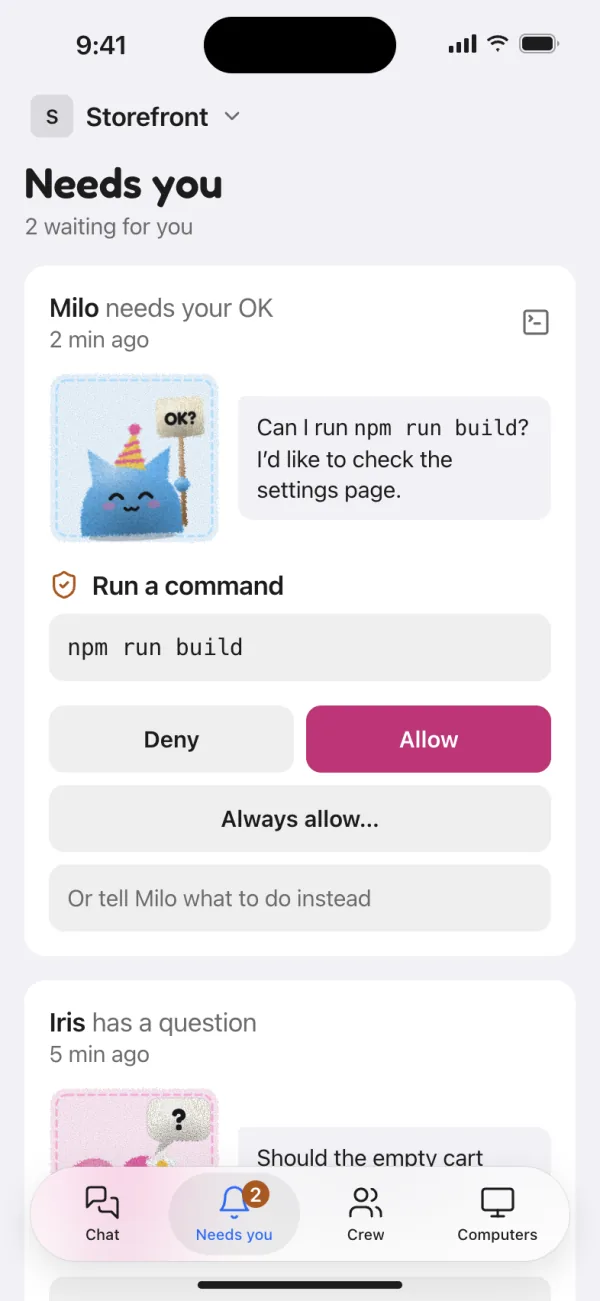 9:41
S Storefront
Needs you
2 waiting for you
Milo needs your OK
2 min ago
OK?
Can I run npm run build?
I’d like to check the
settings page.
Run a command
npm run build
Deny
Allow
Always allow...
Or tell Milo what to do instead
Iris has a question
5 min ago
?
Should the empty cart
2
Chat
Needs you
Crew
Computers